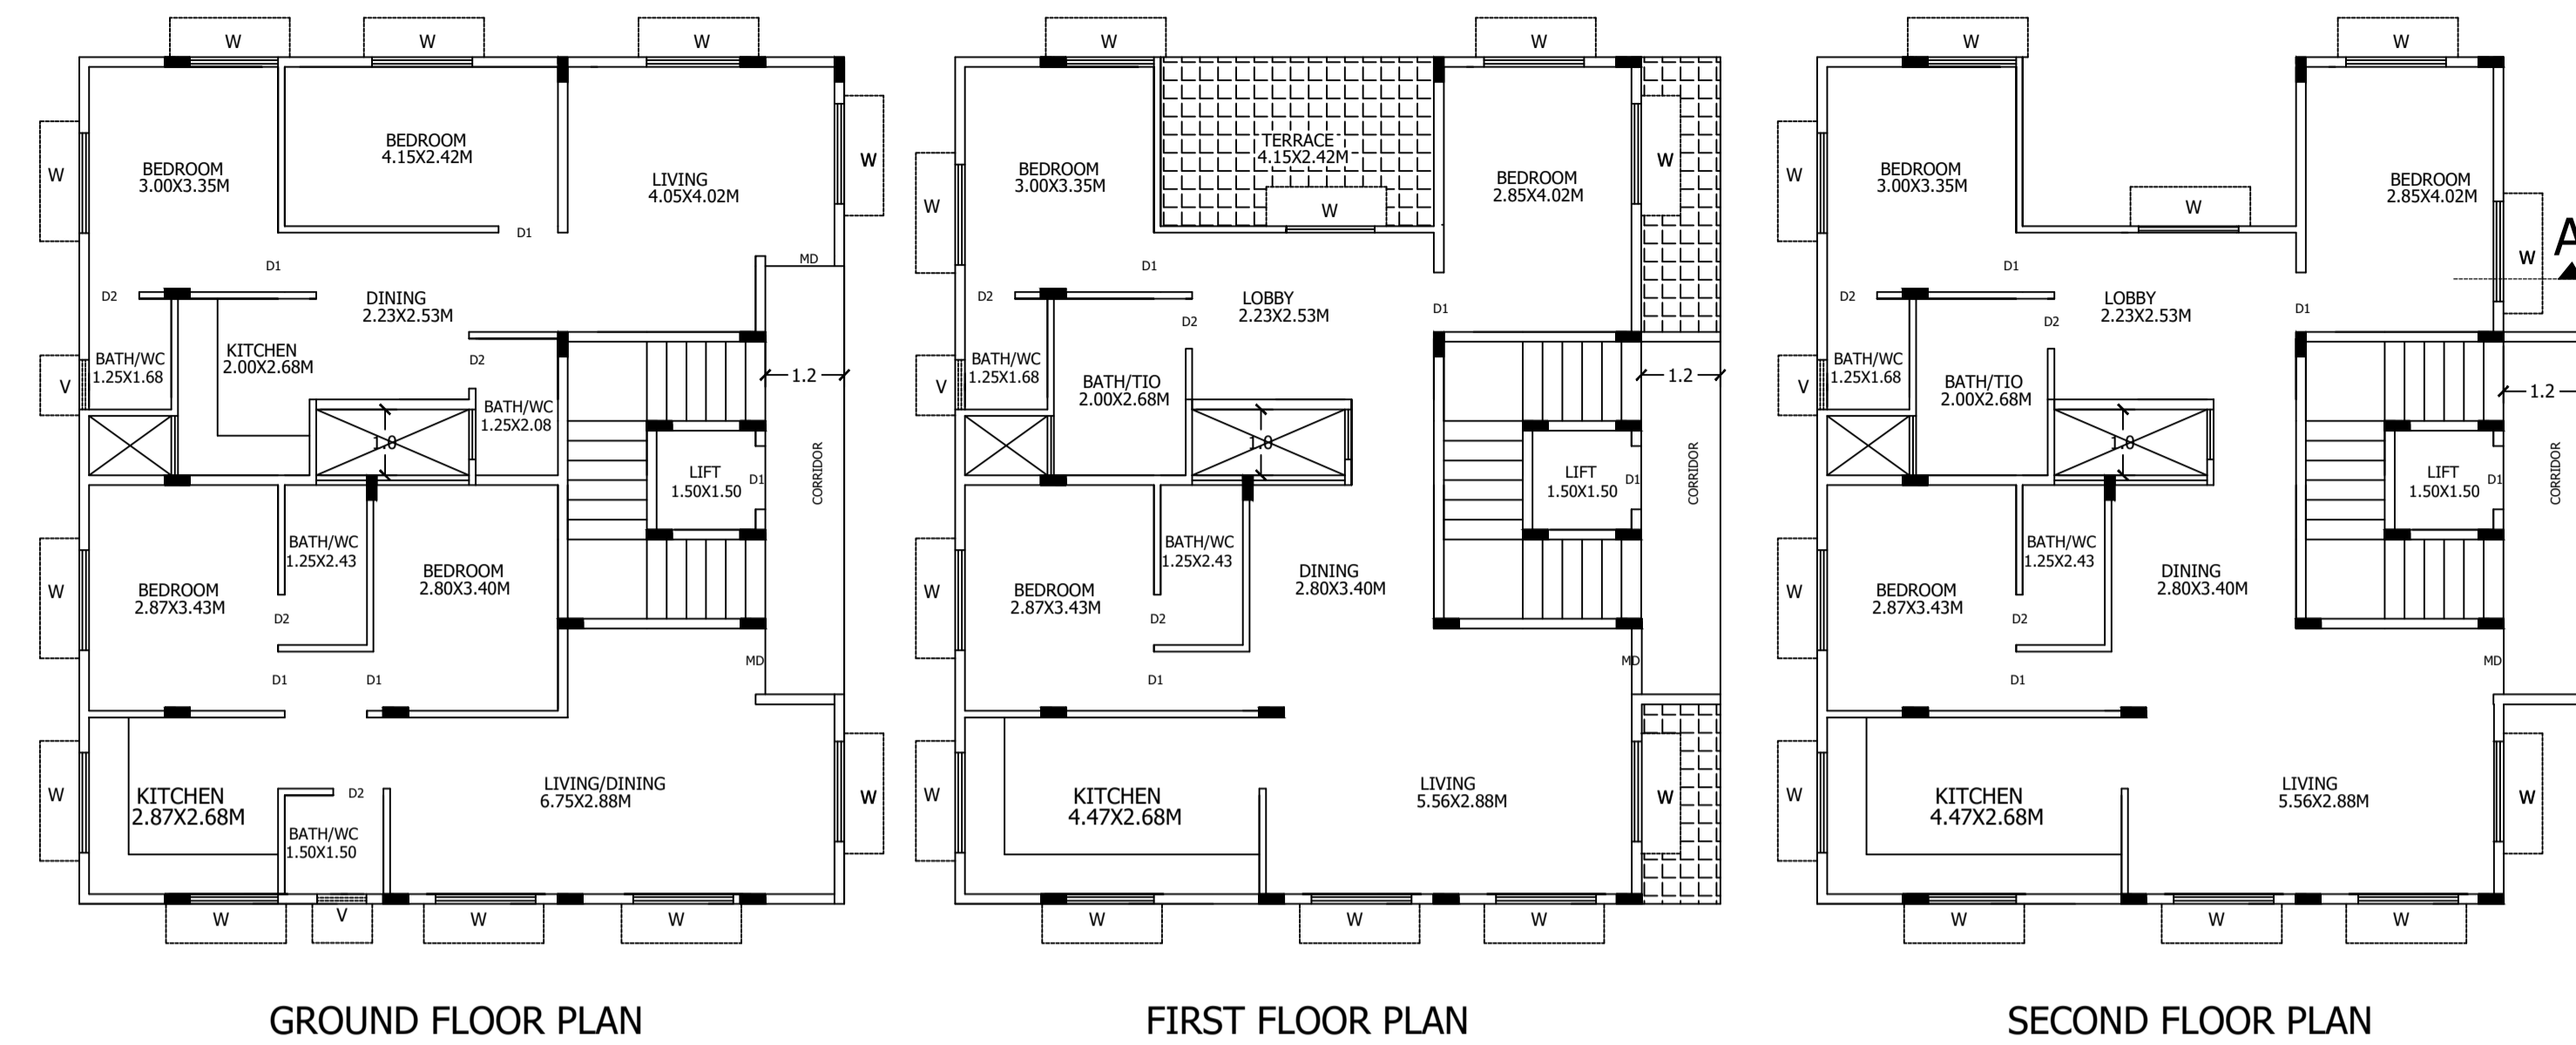 W
W
W
BEDROOM
4.15X2.42M
W
BEDROOM
3.00X3.35M
W
LIVING
4.05X4.02M
D1
D1
MD
D2
DINING
2.23X2.53M
KITCHEN
2.00X2.68M
BATH/WC
1.25X1.68
D2
V
1.2
BATH/WC
1.25X2.08
1.0
LIFT
1.50X1.50
D1
CORRIDOR
BATH/WC
1.25X2.43
BEDROOM
2.80X3.40M
W
BEDROOM
2.87X3.43M
D2
MD
D1
D1
W
KITCHEN
2.87X2.68M
LIVING/DINING
6.75X2.88M
W
D2
BATH/WC
1.50X1.50
W
V
W
W
GROUND FLOOR PLAN
W
W
TERRACE
4.15X2.42M
W
BEDROOM
3.00X3.35M
BEDROOM
2.85X4.02M
W
W
D1
D2
LOBBY
2.23X2.53M
D1
D2
BATH/WC
1.25X1.68
V
BATH/TIO
2.00X2.68M
1.2
1.0
LIFT
1.50X1.50
D1
CORRIDOR
BATH/WC
1.25X2.43
DINING
2.80X3.40M
W
BEDROOM
2.87X3.43M
D2
MD
D1
W
KITCHEN
4.47X2.68M
LIVING
5.56X2.88M
W
W
W
W
FIRST FLOOR PLAN
W
W
W
BEDROOM
3.00X3.35M
BEDROOM
2.85X4.02M
W
A
W
D1
D2
LOBBY
2.23X2.53M
D1
D2
BATH/WC
1.25X1.68
V
BATH/TIO
2.00X2.68M
1.2
1.0
LIFT
1.50X1.50
D1
CORRIDOR
BATH/WC
1.25X2.43
DINING
2.80X3.40M
W
BEDROOM
2.87X3.43M
D2
MD
D1
W
KITCHEN
4.47X2.68M
LIVING
5.56X2.88M
W
W
W
W
SECOND FLOOR PLAN